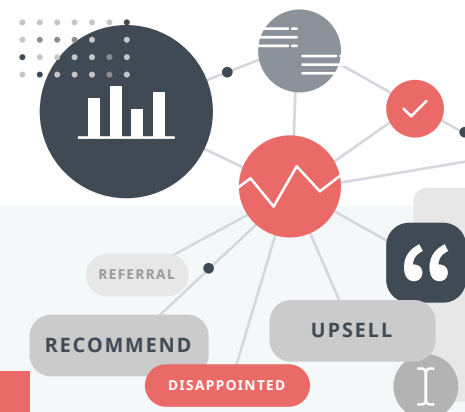 “
REFERRAL
UPSELL
RECOMMEND
DISAPPOINTED